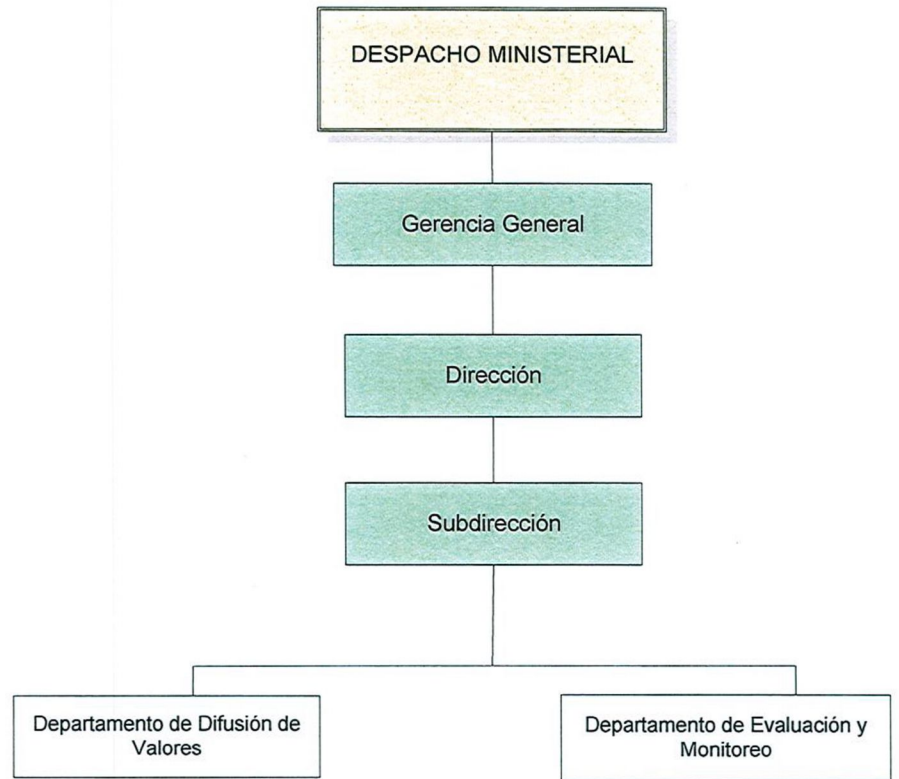 DESPACHO MINISTERIAL
Gerencia General
Dirección
Subdirección
Departamento de Difusión de
Valores
Departamento de Evaluación y
Monitoreo